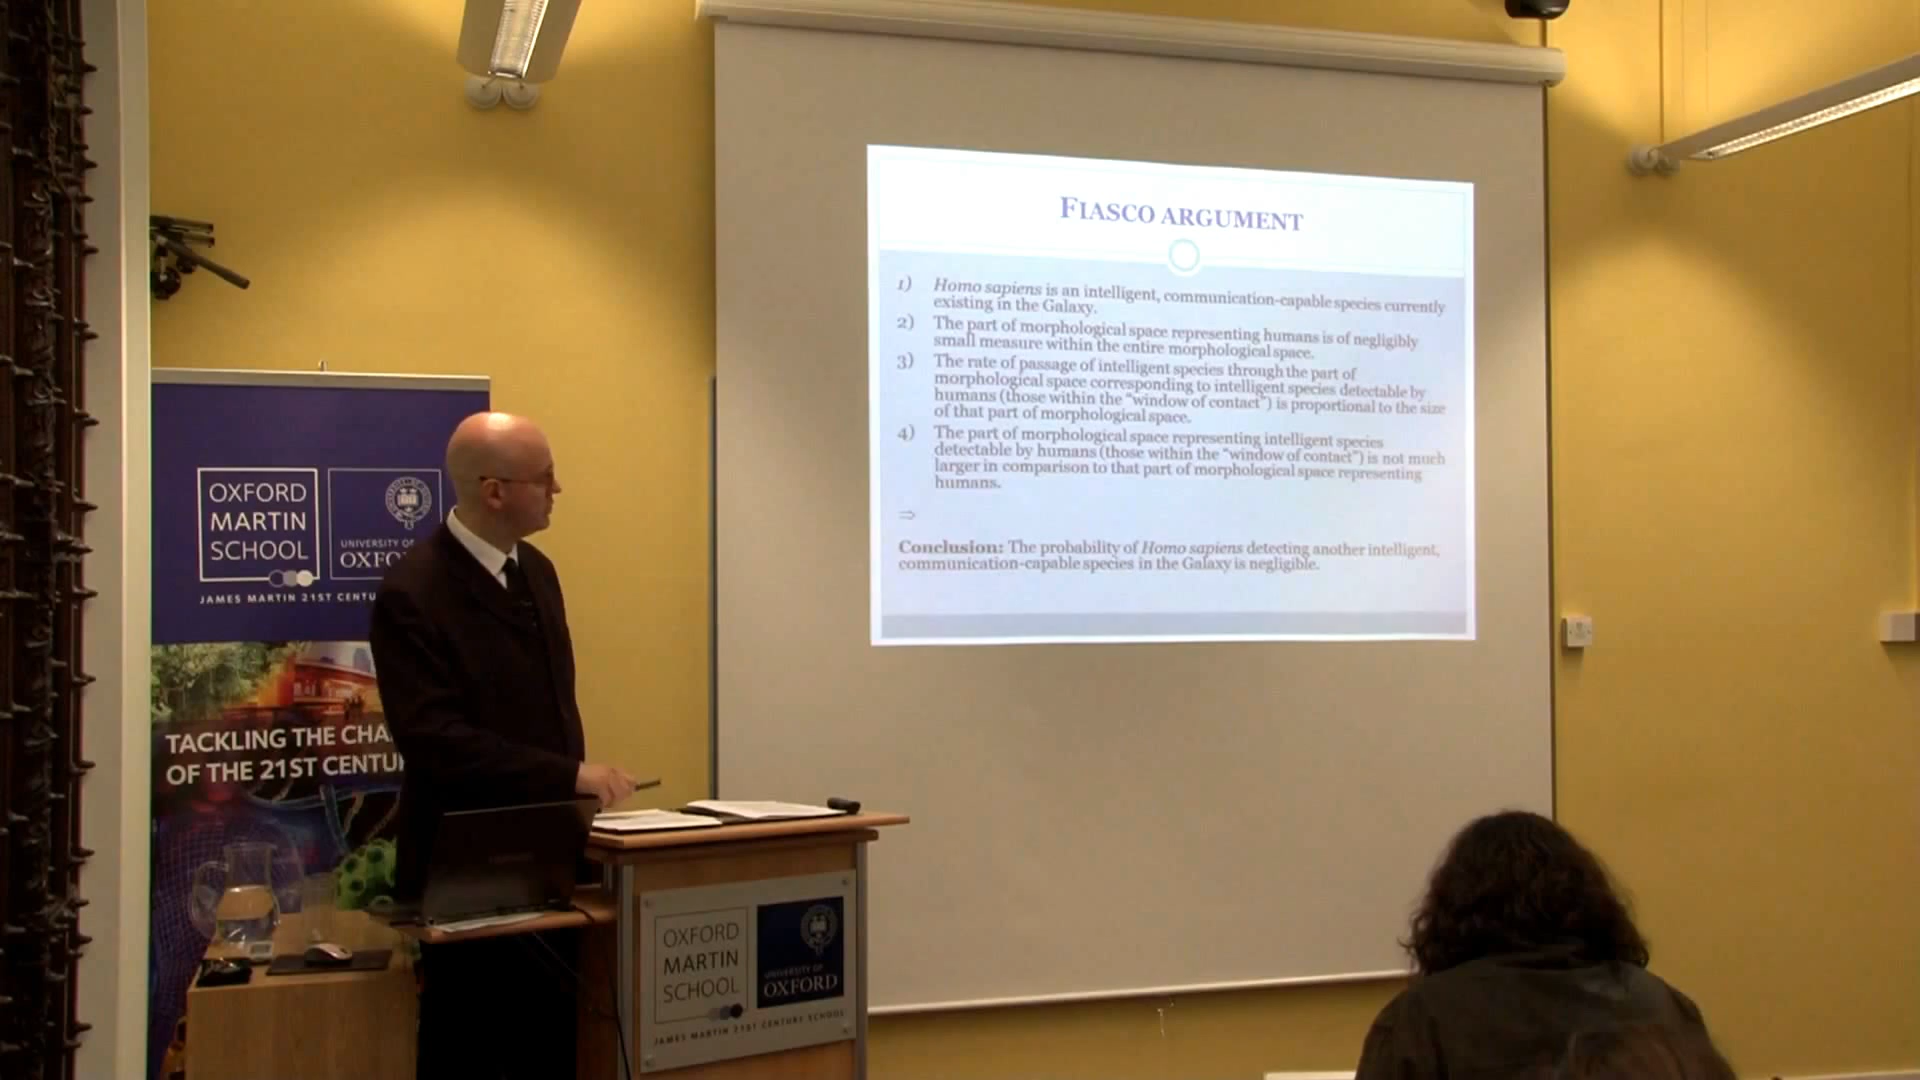 FIASCO ARGUMENT
1) Homo sapiens is an intelligent, communication-capable species currently
existing in the Galaxy.
2) The part of morphological space representing humans is of negligibly
small measure within the entire morphological space.
3) The rate of passage of intelligent species through the part of
morphological space corresponding to intelligent species detectable by
humans (those within the "window of contact") is proportional to the size
of that part of morphological space.
4) The part of morphological space representing intelligent species
detectable by humans (those within the "window of contact") is not much
larger in comparison to that part of morphological space representing
humans.
⇒
Conclusion: The probability of Homo sapiens detecting another intelligent,
communication-capable species in the Galaxy is negligible.
OXFORD
MARTIN
SCHOOL
UNIVERSITY OF
OXFO
JAMES MARTIN 21ST CENTU
TACKLING THE CHA
OF THE 21ST CENTU
OXFORD
MARTIN
SCHOOL
UNIVERSITY OF
OXFORD
JAMES MARTIN 21ST CENTURY SCHOOL